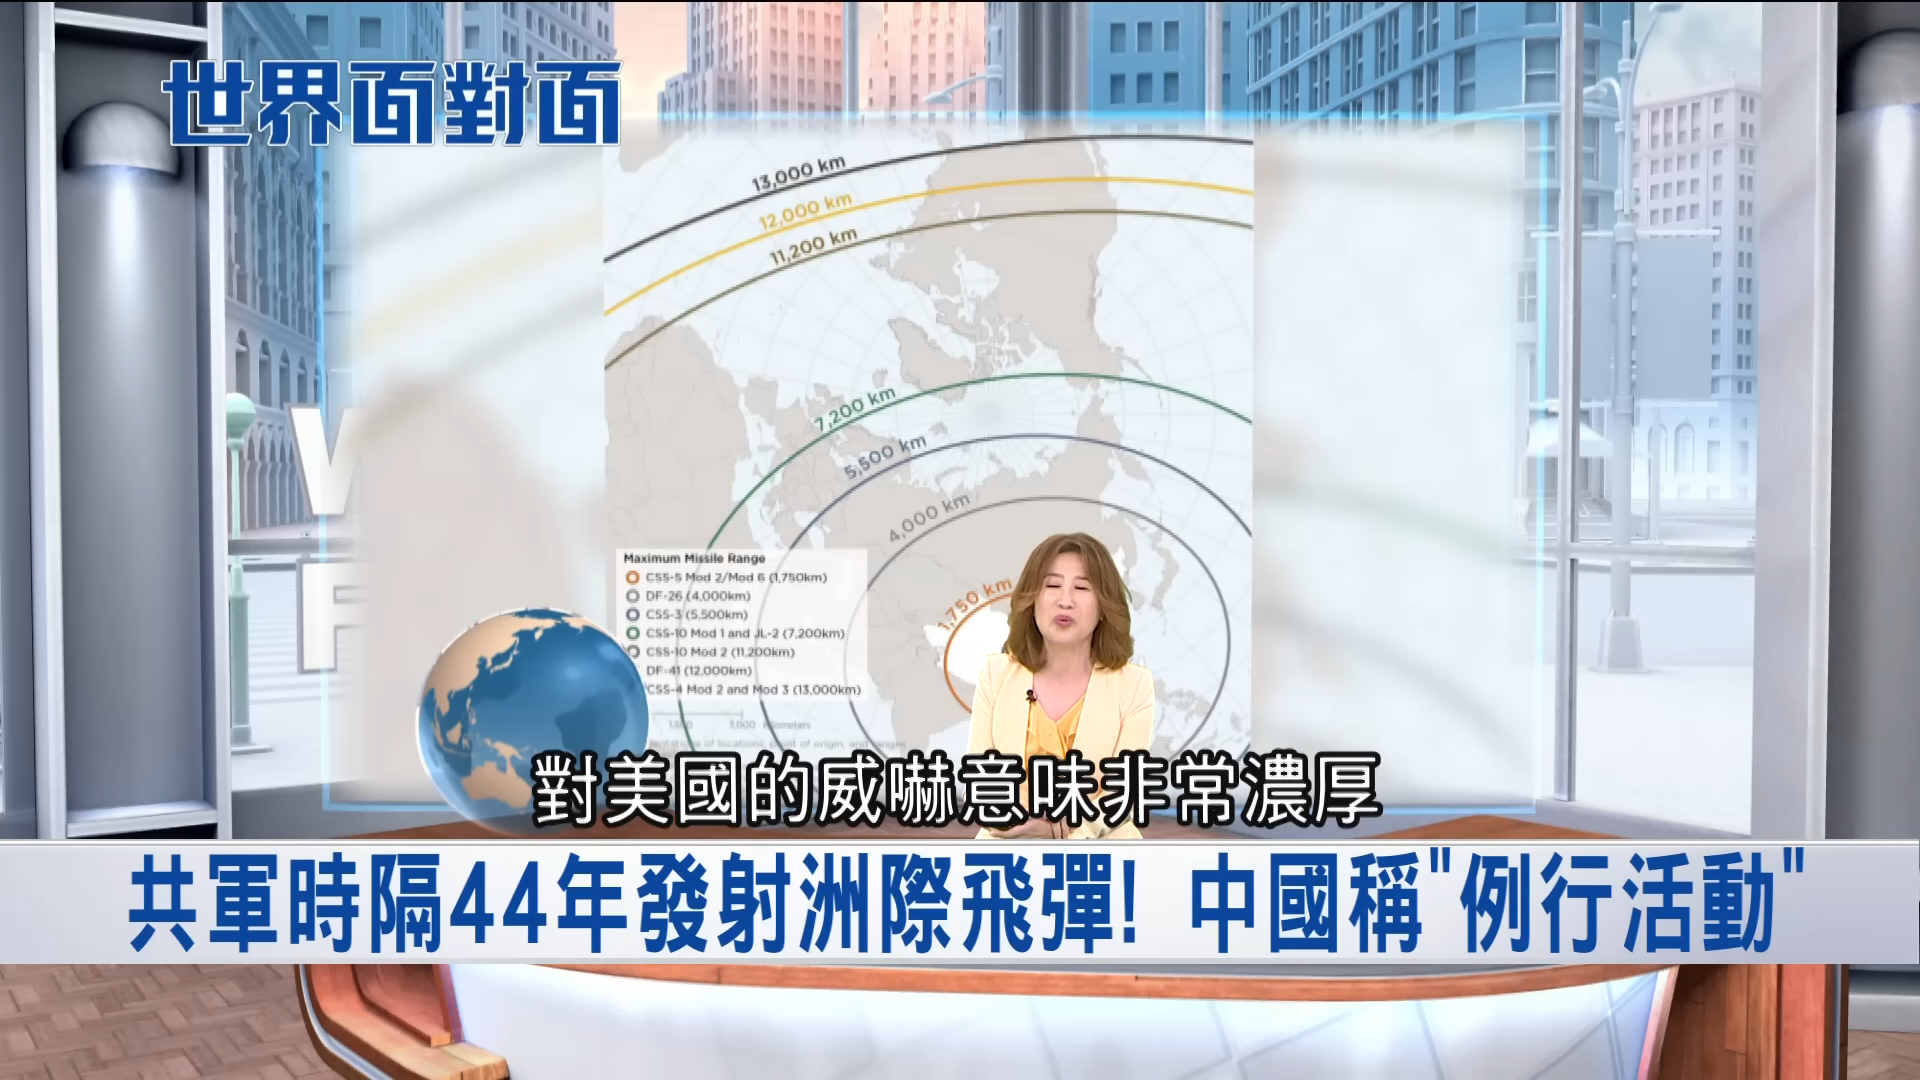 世界面對面
13,000 km
12,000 km
11,200 km
7,200 km
5,500 km
4,000 km
1,750 km
Maximum Missile Range
CSS-5 Mod 2/Mod 6 (1,750km)
DF-26 (4,000km)
CSS-3 (5,500km)
CSS-10 Mod 1 and JL-2 (7,200km)
CSS-10 Mod 2 (11,200km)
DF-41 (12,000km)
CSS-4 Mod 2 and Mod 3 (13,000km)
對美國的威嚇意味非常濃厚
共軍時隔44年發射洲際飛彈! 中國稱"例行活動"